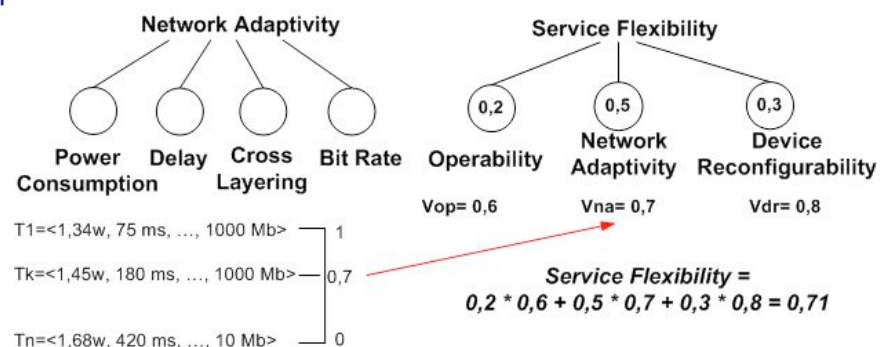 Network Adaptivity
Power Consumption
Delay
Cross Layering
Bit Rate
T1=<1,34w, 75 ms, ..., 1000 Mb>
1
Tk=<1,45w, 180 ms, ..., 1000 Mb>
0,7
Tn=<1,68w, 420 ms, ..., 10 Mb>
0
Service Flexibility
0,2
0,5
0,3
Operability
Network Adaptivity
Device Reconfigurability
Vop= 0,6
Vna= 0,7
Vdr= 0,8
Service Flexibility =
0,2 * 0,6 + 0,5 * 0,7 + 0,3 * 0,8 = 0,71